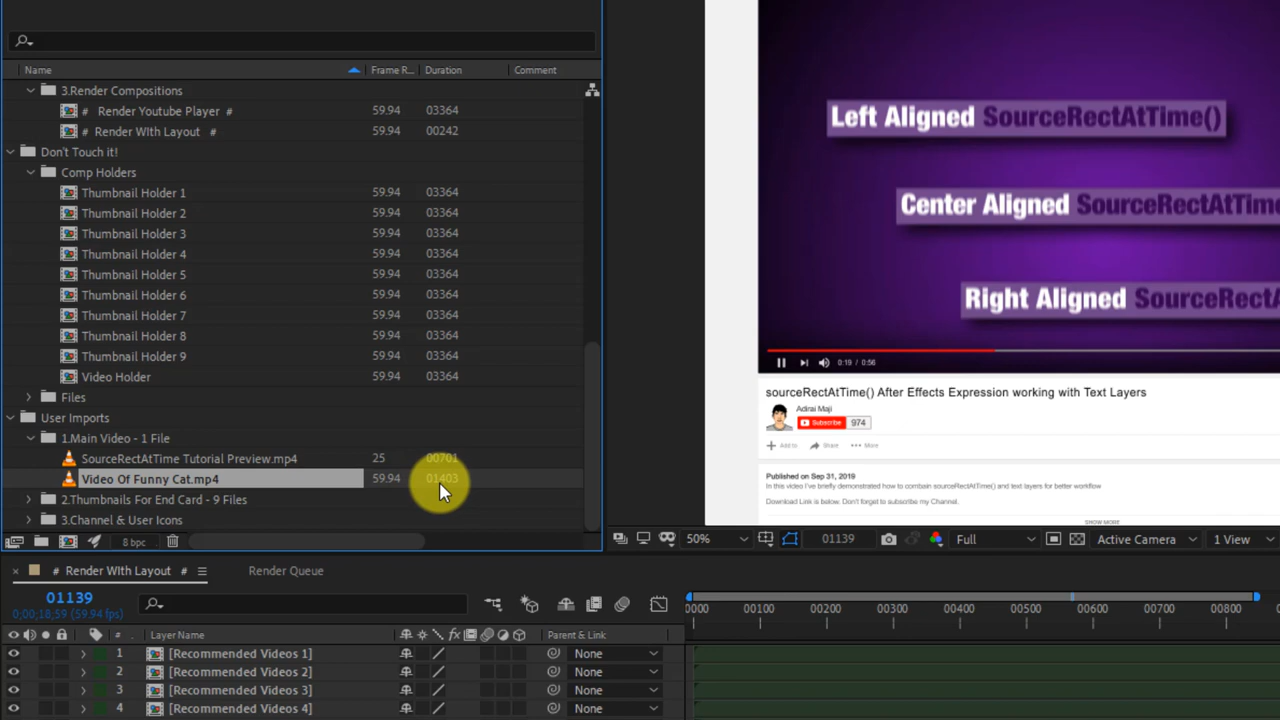 Name Frame R... Duration Comment
3.Render Compositions
# Render Youtube Player # 59.94 03364
# Render WIth Layout # 59.94 00242
Don't Touch it!
Comp Holders
Thumbnail Holder 1 59.94 03364
Thumbnail Holder 2 59.94 03364
Thumbnail Holder 3 59.94 03364
Thumbnail Holder 4 59.94 03364
Thumbnail Holder 5 59.94 03364
Thumbnail Holder 6 59.94 03364
Thumbnail Holder 7 59.94 03364
Thumbnail Holder 8 59.94 03364
Thumbnail Holder 9 59.94 03364
Video Holder 59.94 03364
Files
User Imports
1.Main Video - 1 File
SourceRectAtTime Tutorial Preview.mp4 25 00701
Video Of Funny Cat.mp4 59.94 01403
2.Thumbnails For End Card - 9 Files
3.Channel & User Icons
8 bpc
Left Aligned SourceRectAtTime()
Center Aligned SourceRectAtTime
Right Aligned SourceRectA
0:19 / 0:56
sourceRectAtTime() After Effects Expression working with Text Layers
Adirai Maji
Subscribe 974
Add to Share More
Published on Sep 31, 2019
In this video I've briefly demonstrated how to combain sourceRectAtTime() and text layers for better workflow
Download Link is below. Don't forget to subscribe my Channel.
SHOW MORE
50% 01139 Full Active Camera 1 View
# Render WIth Layout # Render Queue
01139
0;00;18;59 (59.94 fps)
0000 00100 00200 00300 00400 00500 00600 00700 00800
# Layer Name Parent & Link
1 [Recommended Videos 1] None
2 [Recommended Videos 2] None
3 [Recommended Videos 3] None
4 [Recommended Videos 4] None